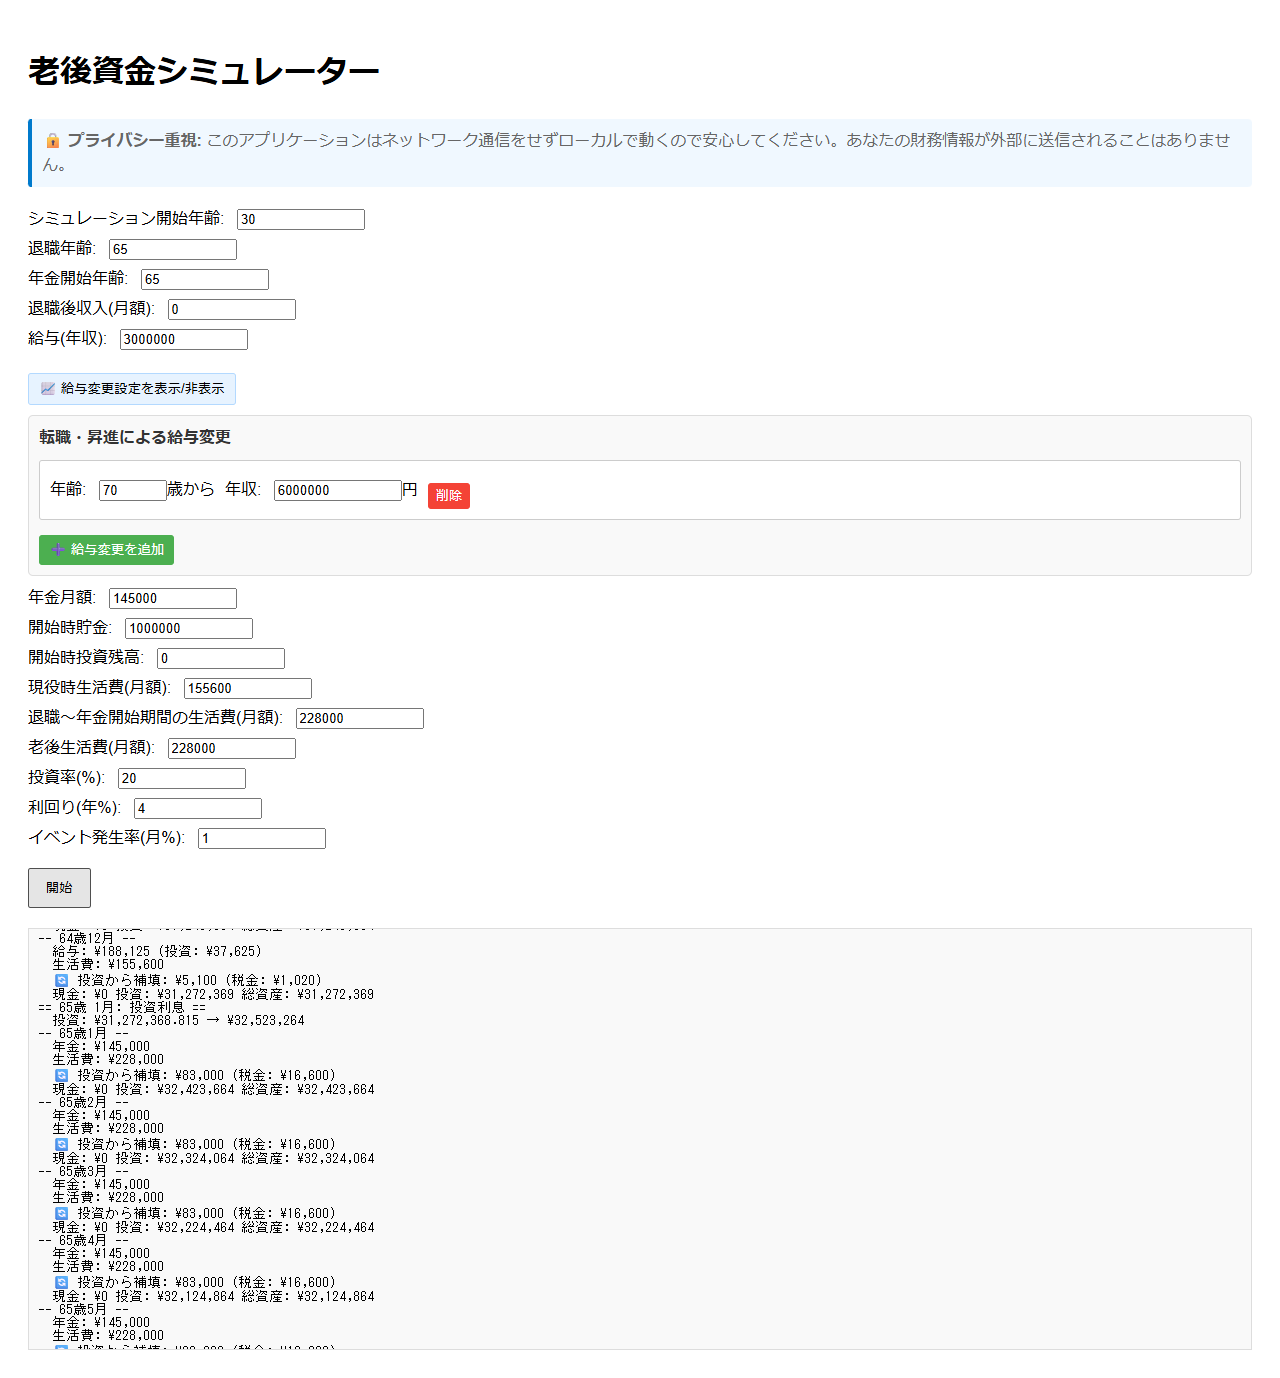 老後資金シミュレーター
🔒 プライバシー重視: このアプリケーションはネットワーク通信をせずローカルで動くので安心してください。あなたの財務情報が外部に送信されることはありませ
ん。
シミュレーション開始年齢: 30
退職年齢: 65
年金開始年齢: 65
退職後収入(月額): 0
給与(年収): 3000000
📈 給与変更設定を表示/非表示
転職・昇進による給与変更
年齢: 70歳から 年収: 6000000円 削除
➕ 給与変更を追加
年金月額: 145000
開始時貯金: 1000000
開始時投資残高: 0
現役時生活費(月額): 155600
退職～年金開始期間の生活費(月額): 228000
老後生活費(月額): 228000
投資率(%): 20
利回り(年%): 4
イベント発生率(月%): 1
開始
-- 64歳12月 --
給与: ¥188,125 (投資: ¥37,625)
生活費: ¥155,600
🔄 投資から補填: ¥5,100 (税金: ¥1,020)
現金: ¥0 投資: ¥31,272,369 総資産: ¥31,272,369
== 65歳 1月: 投資利息 ==
投資: ¥31,272,368.815 → ¥32,523,264
-- 65歳1月 --
年金: ¥145,000
生活費: ¥228,000
🔄 投資から補填: ¥83,000 (税金: ¥16,600)
現金: ¥0 投資: ¥32,423,664 総資産: ¥32,423,664
-- 65歳2月 --
年金: ¥145,000
生活費: ¥228,000
🔄 投資から補填: ¥83,000 (税金: ¥16,600)
現金: ¥0 投資: ¥32,324,064 総資産: ¥32,324,064
-- 65歳3月 --
年金: ¥145,000
生活費: ¥228,000
🔄 投資から補填: ¥83,000 (税金: ¥16,600)
現金: ¥0 投資: ¥32,224,464 総資産: ¥32,224,464
-- 65歳4月 --
年金: ¥145,000
生活費: ¥228,000
🔄 投資から補填: ¥83,000 (税金: ¥16,600)
現金: ¥0 投資: ¥32,124,864 総資産: ¥32,124,864
-- 65歳5月 --
年金: ¥145,000
生活費: ¥228,000